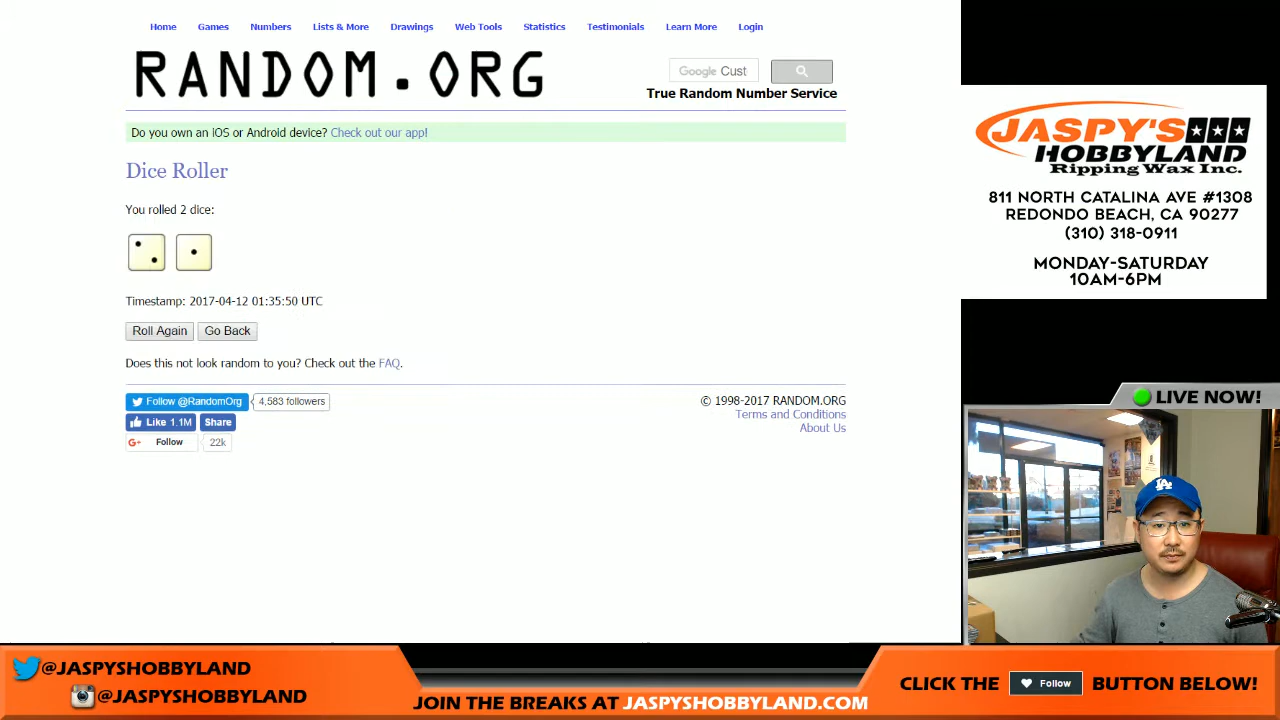 Home Games Numbers Lists & More Drawings Web Tools Statistics Testimonials Learn More Login
RANDOM.ORG
Google Cust
True Random Number Service
Do you own an iOS or Android device? Check out our app!
Dice Roller
You rolled 2 dice:
Timestamp: 2017-04-12 01:35:50 UTC
Roll Again Go Back
Does this not look random to you? Check out the FAQ.
Follow @RandomOrg 4,583 followers
Like 1.1M Share
G+ Follow 22k
© 1998-2017 RANDOM.ORG
Terms and Conditions
About Us
JASPY'S
HOBBYLAND
Ripping Wax Inc.
811 NORTH CATALINA AVE #1308
REDONDO BEACH, CA 90277
(310) 318-0911
MONDAY-SATURDAY
10AM-6PM
LIVE NOW!
LA
@JASPYSHOBBYLAND
@JASPYSHOBBYLAND
JOIN THE BREAKS AT JASPYSHOBBYLAND.COM
CLICK THE Follow BUTTON BELOW!